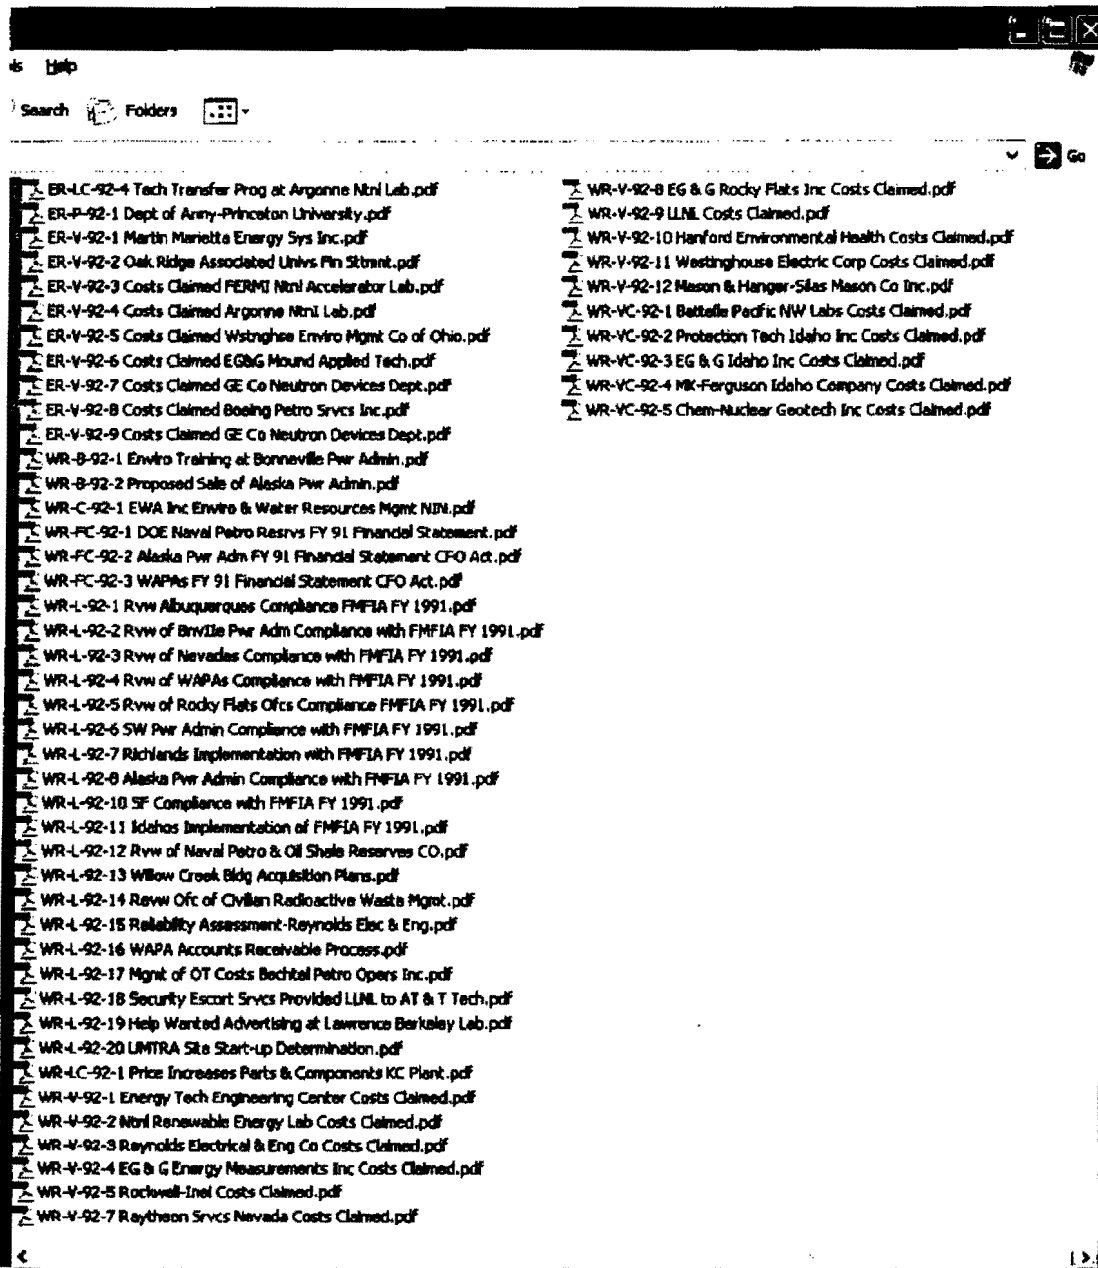 ls Help
Search Folders
Go
ER-LC-92-4 Tech Transfer Prog at Argonne Ntnl Lab.pdf
ER-P-92-1 Dept of Army-Princeton University.pdf
ER-V-92-1 Martin Marietta Energy Sys Inc.pdf
ER-V-92-2 Oak Ridge Associated Univs Fin Sttmnt.pdf
ER-V-92-3 Costs Claimed FERMI Ntnl Accelerator Lab.pdf
ER-V-92-4 Costs Claimed Argonne Ntnl Lab.pdf
ER-V-92-5 Costs Claimed Wstnghse Enviro Mgmt Co of Ohio.pdf
ER-V-92-6 Costs Claimed EG&G Mound Applied Tech.pdf
ER-V-92-7 Costs Claimed GE Co Neutron Devices Dept.pdf
ER-V-92-8 Costs Claimed Boeing Petro Srvcs Inc.pdf
ER-V-92-9 Costs Claimed GE Co Neutron Devices Dept.pdf
WR-B-92-1 Enviro Training at Bonneville Pwr Admin.pdf
WR-B-92-2 Proposed Sale of Alaska Pwr Admin.pdf
WR-C-92-1 EWA Inc Enviro & Water Resources Mgmt NIN.pdf
WR-FC-92-1 DOE Naval Petro Resrvs FY 91 Financial Statement.pdf
WR-FC-92-2 Alaska Pwr Adm FY 91 Financial Statement CFO Act.pdf
WR-FC-92-3 WAPAs FY 91 Financial Statement CFO Act.pdf
WR-L-92-1 Rvw Albuquerques Compliance FMFIA FY 1991.pdf
WR-L-92-2 Rvw of Bnvlle Pwr Adm Compliance with FMFIA FY 1991.pdf
WR-L-92-3 Rvw of Nevadas Compliance with FMFIA FY 1991.pdf
WR-L-92-4 Rvw of WAPAs Compliance with FMFIA FY 1991.pdf
WR-L-92-5 Rvw of Rocky Flats Ofcs Compliance FMFIA FY 1991.pdf
WR-L-92-6 SW Pwr Admin Compliance with FMFIA FY 1991.pdf
WR-L-92-7 Richlands Implementation with FMFIA FY 1991.pdf
WR-L-92-8 Alaska Pwr Admin Compliance with FMFIA FY 1991.pdf
WR-L-92-10 SF Compliance with FMFIA FY 1991.pdf
WR-L-92-11 Idahos Implementation of FMFIA FY 1991.pdf
WR-L-92-12 Rvw of Naval Petro & Oil Shale Reserves CO.pdf
WR-L-92-13 Willow Creek Bldg Acquisition Plans.pdf
WR-L-92-14 Revw Ofc of Civilian Radioactive Waste Mgmt.pdf
WR-L-92-15 Reliability Assessment-Reynolds Elec & Eng.pdf
WR-L-92-16 WAPA Accounts Receivable Process.pdf
WR-L-92-17 Mgmt of OT Costs Bechtel Petro Opers Inc.pdf
WR-L-92-18 Security Escort Srvcs Provided LLNL to AT & T Tech.pdf
WR-L-92-19 Help Wanted Advertising at Lawrence Berkeley Lab.pdf
WR-L-92-20 UMTRA Site Start-up Determination.pdf
WR-LC-92-1 Price Increases Parts & Components KC Plant.pdf
WR-V-92-1 Energy Tech Engineering Center Costs Claimed.pdf
WR-V-92-2 Ntnl Renewable Energy Lab Costs Claimed.pdf
WR-V-92-3 Reynolds Electrical & Eng Co Costs Claimed.pdf
WR-V-92-4 EG & G Energy Measurements Inc Costs Claimed.pdf
WR-V-92-5 Rockwell-Inel Costs Claimed.pdf
WR-V-92-7 Raytheon Srvcs Nevada Costs Claimed.pdf
WR-V-92-8 EG & G Rocky Flats Inc Costs Claimed.pdf
WR-V-92-9 LLNL Costs Claimed.pdf
WR-V-92-10 Hanford Environmental Health Costs Claimed.pdf
WR-V-92-11 Westinghouse Electric Corp Costs Claimed.pdf
WR-V-92-12 Mason & Hanger-Silas Mason Co Inc.pdf
WR-VC-92-1 Battelle Pacific NW Labs Costs Claimed.pdf
WR-VC-92-2 Protection Tech Idaho Inc Costs Claimed.pdf
WR-VC-92-3 EG & G Idaho Inc Costs Claimed.pdf
WR-VC-92-4 MK-Ferguson Idaho Company Costs Claimed.pdf
WR-VC-92-5 Chem-Nuclear Geotech Inc Costs Claimed.pdf